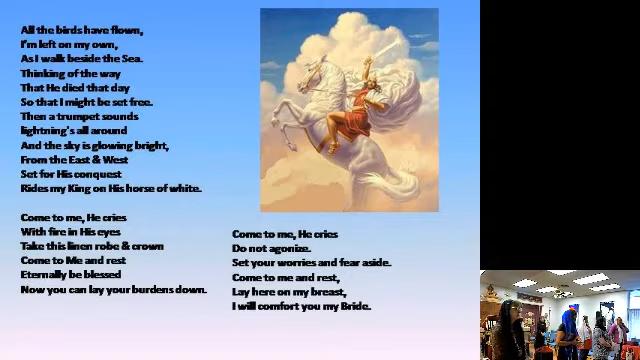 All the birds have flown,
I'm left on my own,
As I walk beside the Sea.
Thinking of the way
That He died that day
So that I might be set free.
Then a trumpet sounds
lightning's all around
And the sky is glowing bright,
From the East & West
Set for His conquest
Rides my King on His horse of white.
Come to me, He cries
With fire in His eyes
Take this linen robe & crown
Come to Me and rest
Eternally be blessed
Now you can lay your burdens down.
Come to me, He cries
Do not agonize.
Set your worries and fear aside.
Come to me and rest,
Lay here on my breast,
I will comfort you my Bride.